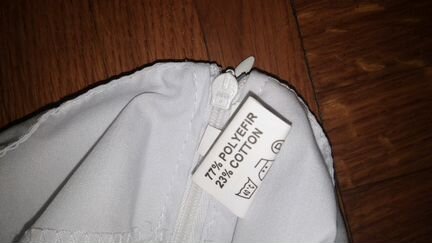 77% POLYEFIR
23% COTTON